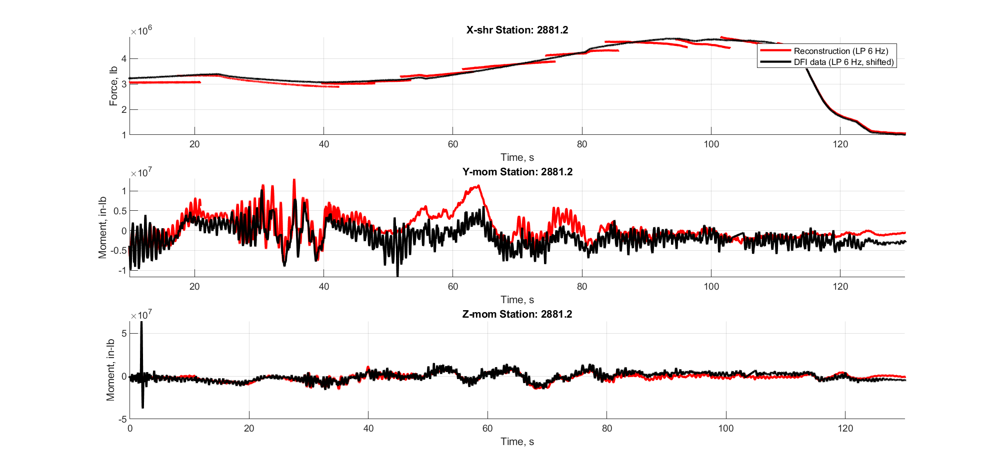 X-shr Station: 2881.2
×10^6
4
3
2
1
Force, lb
20 40 60 80 100 120
Time, s
Reconstruction (LP 6 Hz)
DFI data (LP 6 Hz, shifted)
Y-mom Station: 2881.2
×10^7
1
0.5
0
-0.5
-1
Moment, in-lb
20 40 60 80 100 120
Time, s
Z-mom Station: 2881.2
×10^7
5
0
-5
Moment, in-lb
0 20 40 60 80 100 120
Time, s